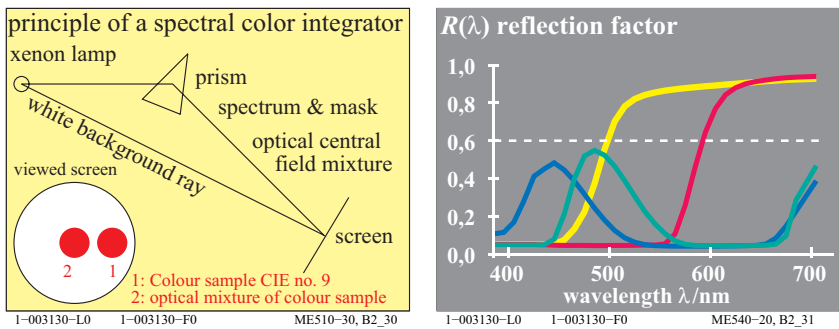 principle of a spectral color integrator
xenon lamp
prism
spectrum & mask
white background ray
optical central
field mixture
viewed screen
screen
2
1
1: Colour sample CIE no. 9
2: optical mixture of colour sample
1-003130-L0 1-003130-F0 ME510-30, B2_30
R(λ) reflection factor
1,0
0,8
0,6
0,4
0,2
0,0
400 500 600 700
wavelength λ/nm
1-003130-L0 1-003130-F0 ME540-20, B2_31